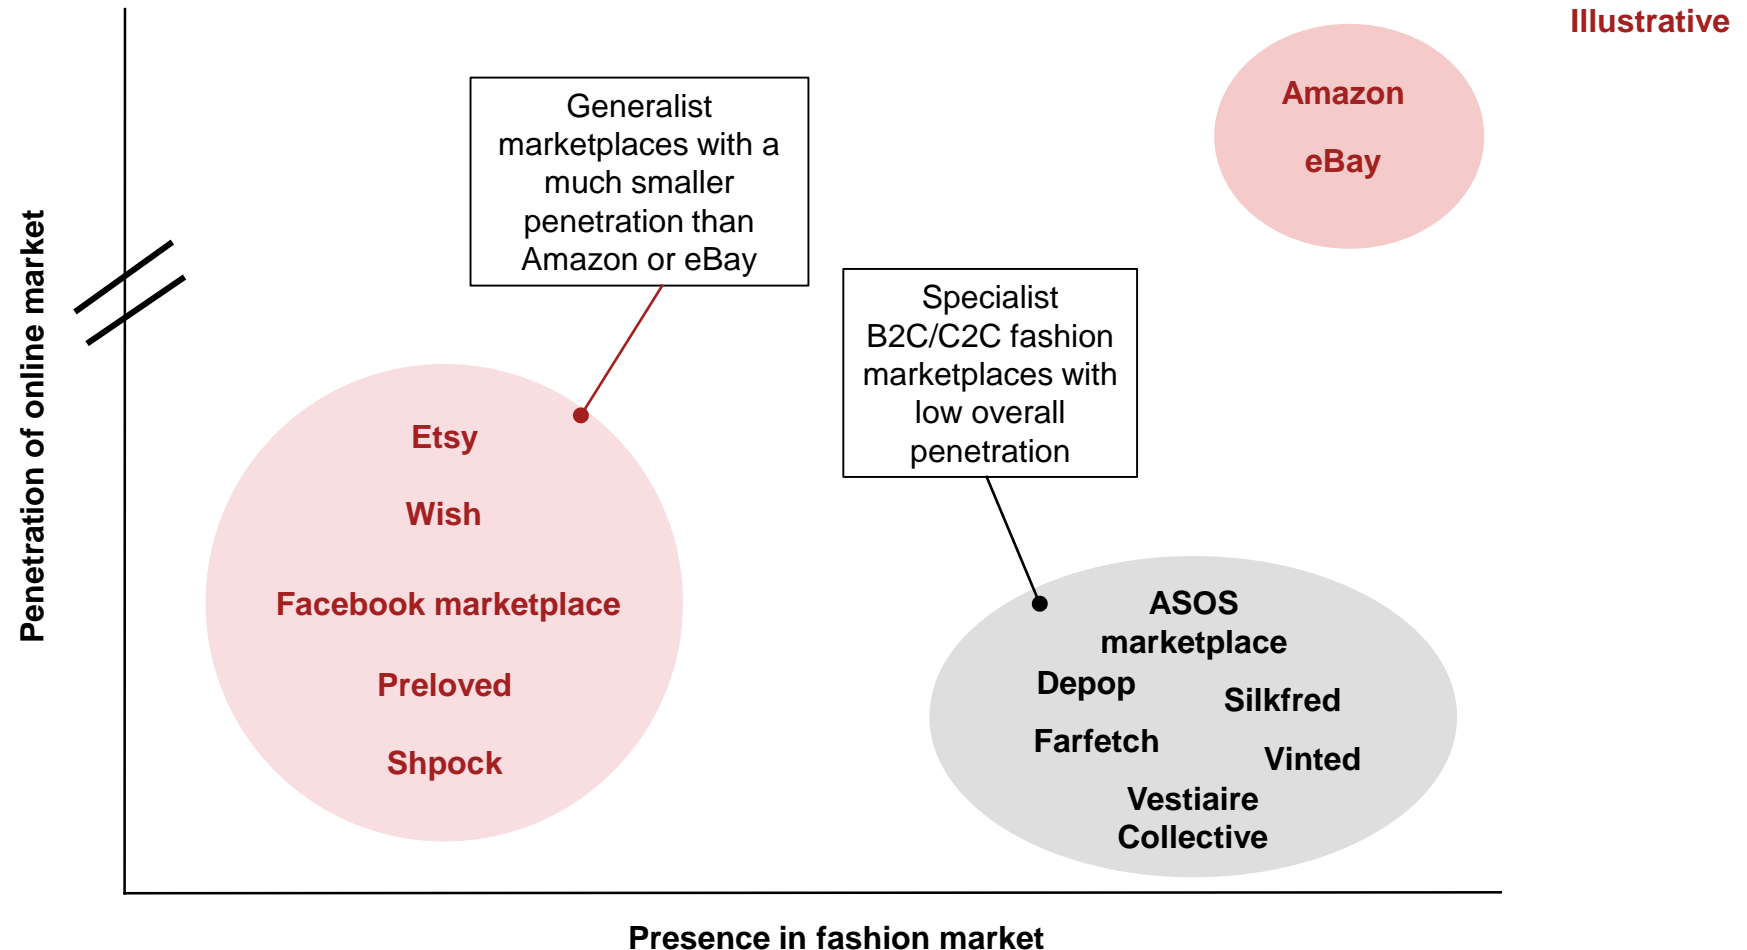 Illustrative
Amazon
eBay
Generalist
marketplaces with a
much smaller
penetration than
Amazon or eBay
Penetration of online market
Specialist
B2C/C2C fashion
marketplaces with
low overall
penetration
Etsy
Wish
Facebook marketplace
Preloved
Shpock
ASOS
marketplace
Depop
Silkfred
Farfetch
Vinted
Vestiaire
Collective
Presence in fashion market